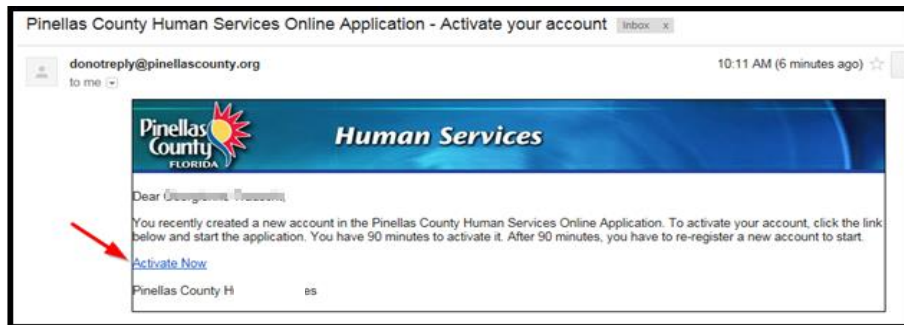 Pinellas County Human Services Online Application - Activate your account Inbox x
donotreply@pinellascounty.org 10:11 AM (6 minutes ago)
to me
Pinellas
County
FLORIDA
Human Services
Dear
You recently created a new account in the Pinellas County Human Services Online Application. To activate your account, click the link
below and start the application. You have 90 minutes to activate it. After 90 minutes, you have to re-register a new account to start.
Activate Now
Pinellas County H es